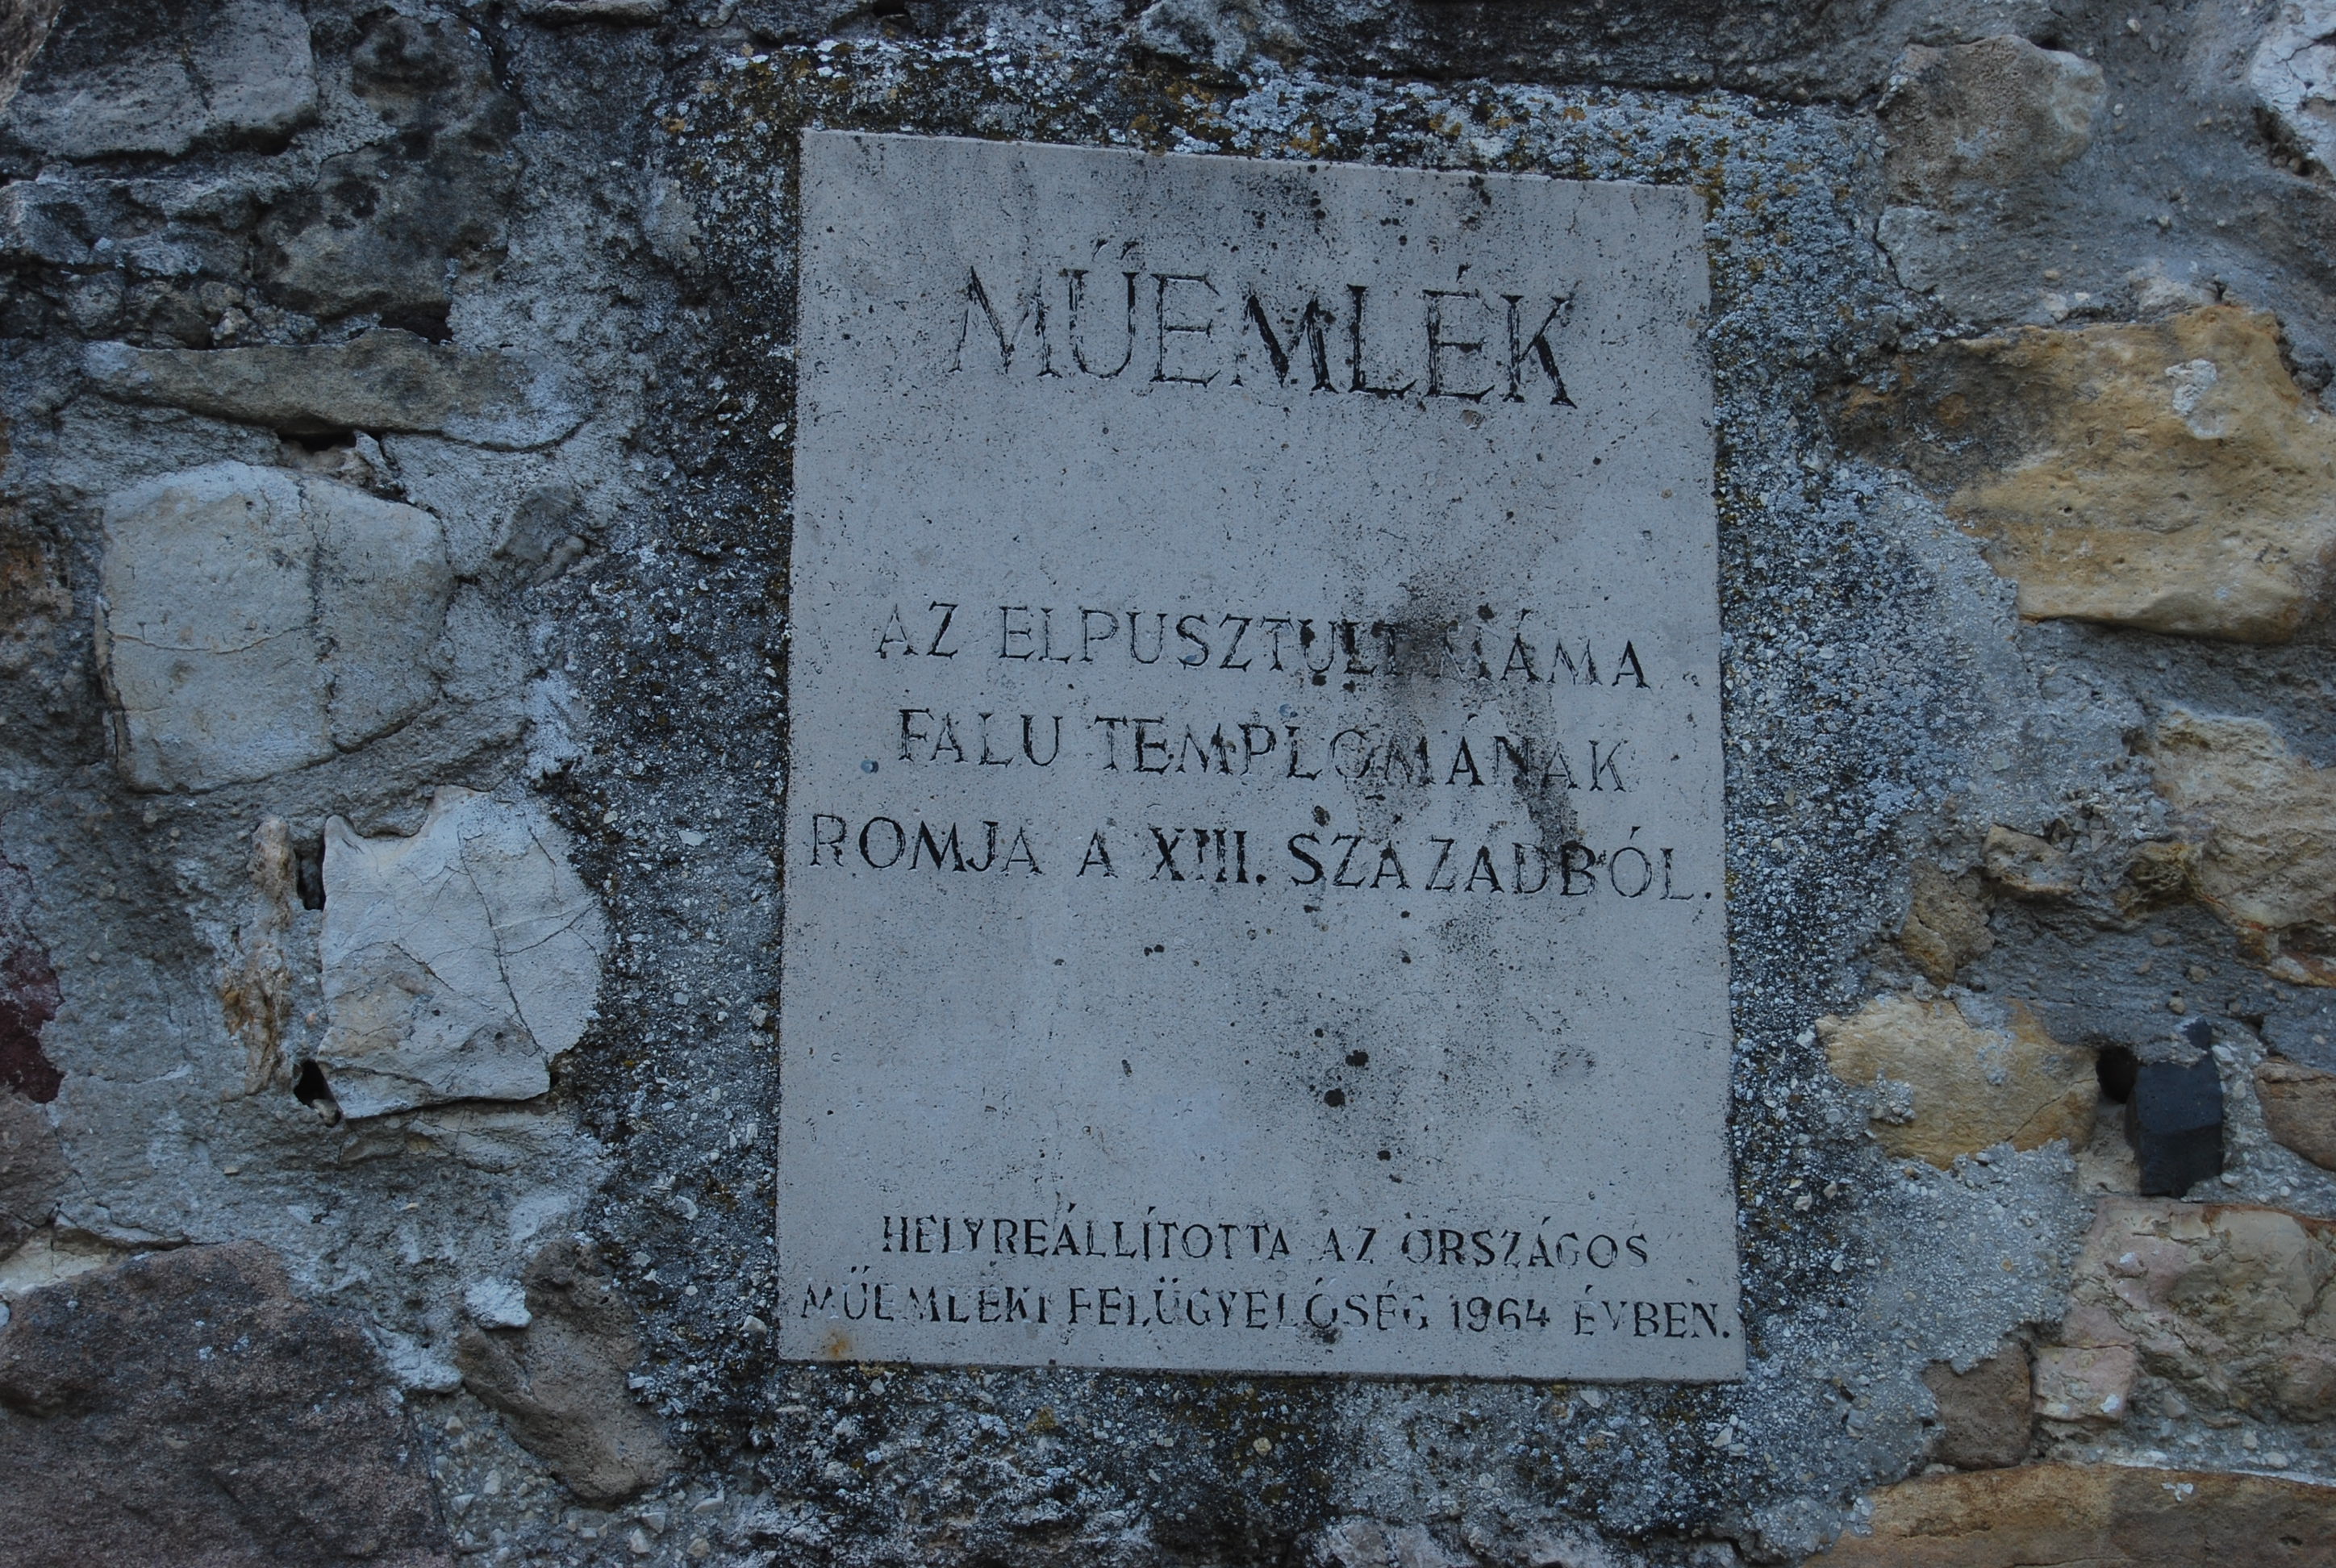 MŰEMLÉK
AZ ELPUSZTULT MÁMA
FALU TEMPLOMÁNAK
ROMJA A XIII. SZÁZADBÓL.
HELYREÁLLÍTOTTA AZ ORSZÁGOS
MŰEMLÉKI FELÜGYELŐSÉG 1964 ÉVBEN.